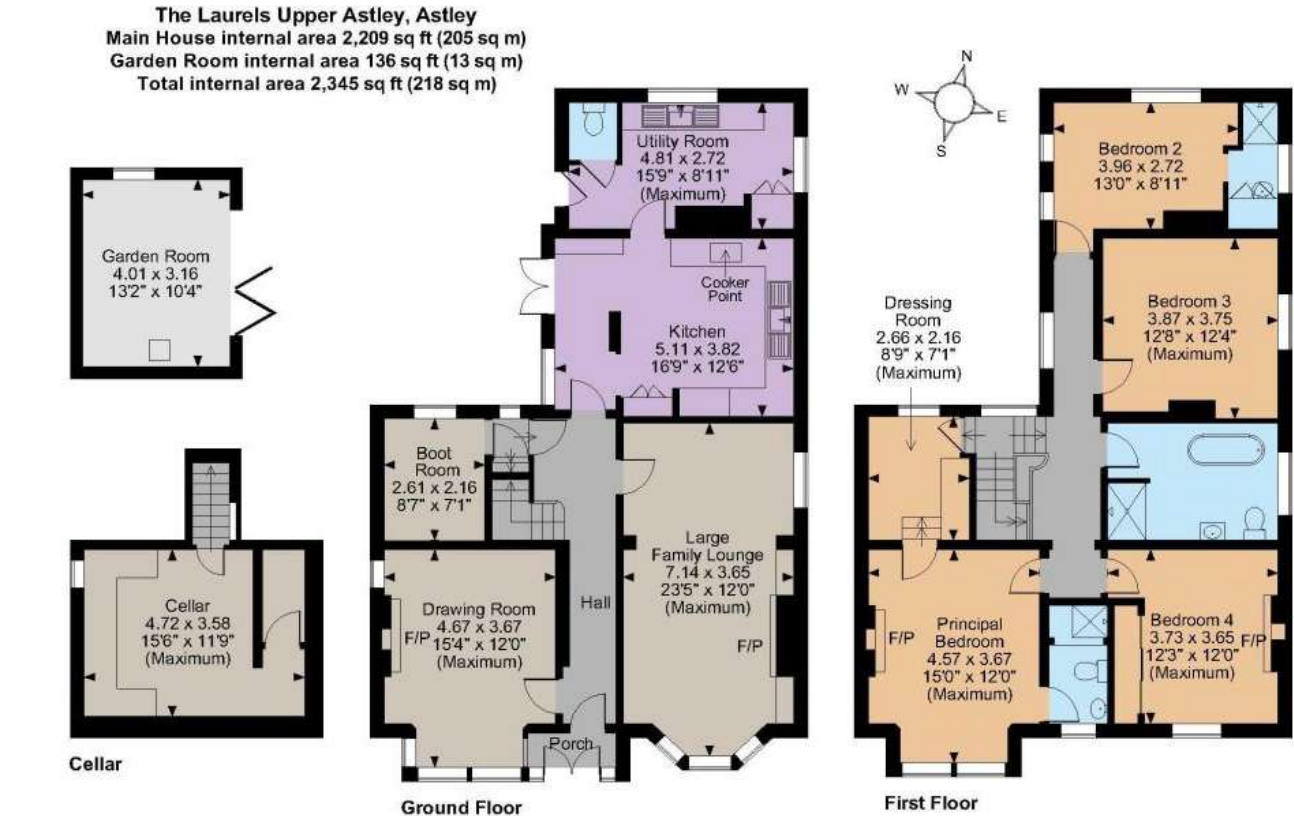 The Laurels Upper Astley, Astley
Main House internal area 2,209 sq ft (205 sq m)
Garden Room internal area 136 sq ft (13 sq m)
Total internal area 2,345 sq ft (218 sq m)
N
W
E
S
Utility Room
4.81 x 2.72
15'9" x 8'11"
(Maximum)
Bedroom 2
3.96 x 2.72
13'0" x 8'11"
Garden Room
4.01 x 3.16
13'2" x 10'4"
Cooker
Point
Kitchen
5.11 x 3.82
16'9" x 12'6"
Dressing
Room
2.66 x 2.16
8'9" x 7'1"
(Maximum)
Bedroom 3
3.87 x 3.75
12'8" x 12'4"
(Maximum)
Boot
Room
2.61 x 2.16
8'7" x 7'1"
Large
Family Lounge
7.14 x 3.65
23'5" x 12'0"
(Maximum)
F/P
Cellar
4.72 x 3.58
15'6" x 11'9"
(Maximum)
Drawing Room
4.67 x 3.67
15'4" x 12'0"
(Maximum)
F/P
Hall
Porch
Principal
Bedroom
4.57 x 3.67
15'0" x 12'0"
(Maximum)
F/P
Bedroom 4
3.73 x 3.65
12'3" x 12'0"
(Maximum)
F/P
Cellar
Ground Floor
First Floor